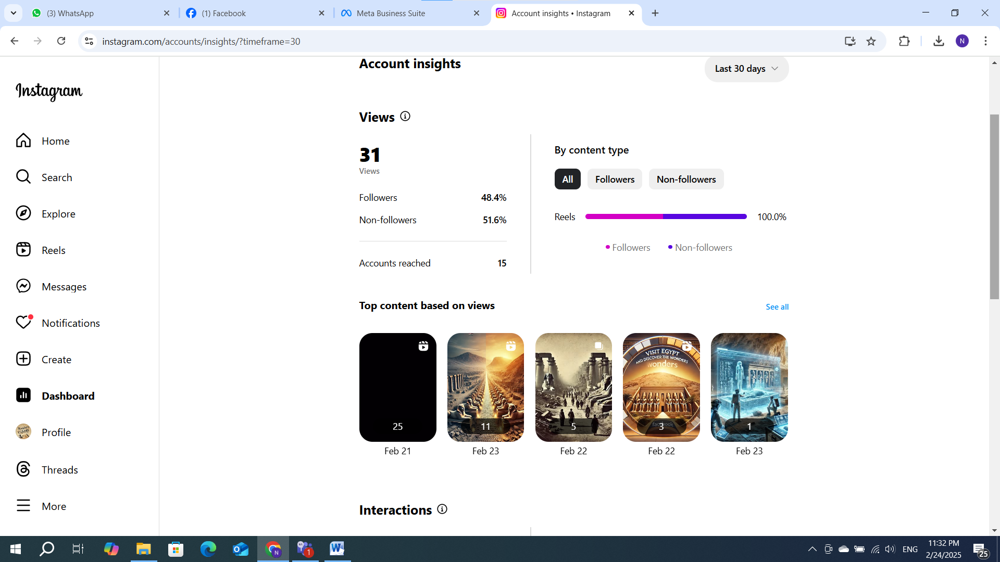 (3) WhatsApp
(1) Facebook
Meta Business Suite
Account insights • Instagram
instagram.com/accounts/insights/?timeframe=30
N
Instagram
Home
Search
Explore
Reels
Messages
Notifications
Create
Dashboard
Profile
Threads
More
Account insights
Last 30 days
Views
31
Views
Followers 48.4%
Non-followers 51.6%
Accounts reached 15
By content type
All Followers Non-followers
Reels 100.0%
Followers Non-followers
Top content based on views
See all
25
Feb 21
11
Feb 23
5
Feb 22
VISIT EGYPT
AND DISCOVER THE WONDERS
wonders
facebook
3
Feb 22
1
Feb 23
Interactions
N
1
ENG
11:32 PM
2/24/2025
25